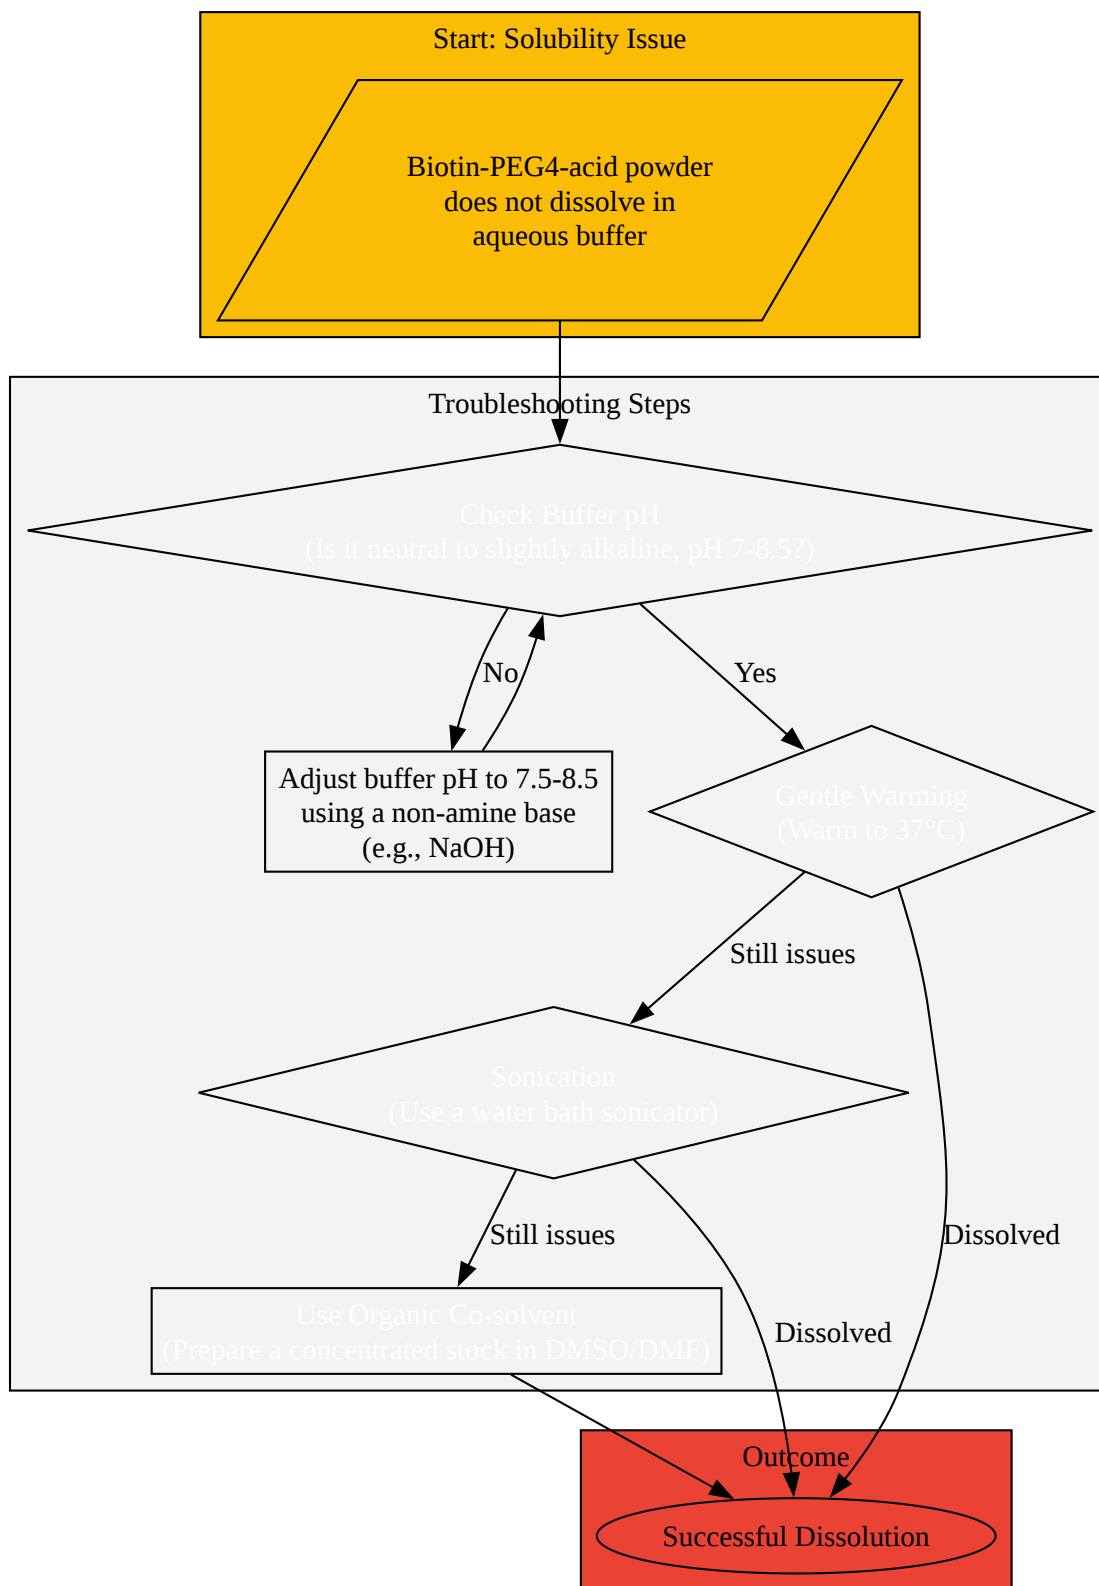 Start: Solubility Issue
Biotin-PEG4-acid powder
does not dissolve in
aqueous buffer
Troubleshooting Steps
Check Buffer pH
(Is it neutral to slightly alkaline, pH 7-8.5?)
No
Yes
Adjust buffer pH to 7.5-8.5
using a non-amine base
(e.g., NaOH)
Gentle Warming
(Warm to 37°C)
Still issues
Sonication
(Use a water bath sonicator)
Still issues
Dissolved
Use Organic Co-solvent
(Prepare a concentrated stock in DMSO/DMF)
Dissolved
Outcome
Successful Dissolution